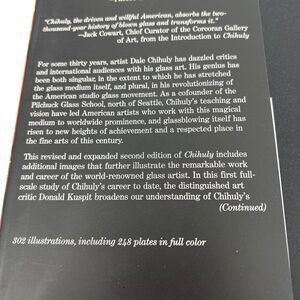 "Chihuly, the driven and willful American, absorbs the two-
thousand-year history of blown glass and transforms it."
—Jack Cowart, Chief Curator of the Corcoran Gallery
of Art, from the Introduction to Chihuly
For some thirty years, artist Dale Chihuly has dazzled critics
and international audiences with his glass art. His genius has
been both singular, in the extent to which he has stretched
the glass medium itself, and plural, in his revolutionizing of
the American studio glass movement. As a cofounder of the
Pilchuck Glass School, north of Seattle, Chihuly's teaching and
vision have led American artists who work with this magical
medium to worldwide prominence, and glassblowing itself has
risen to new heights of achievement and a respected place in
the fine arts of this century.
This revised and expanded second edition of Chihuly includes
additional images that further illustrate the remarkable work
and career of the world-renowned glass artist. In this first full-
scale study of Chihuly's career to date, the distinguished art
critic Donald Kuspit broadens our understanding of Chihuly's
(Continued)
302 illustrations, including 248 plates in full color